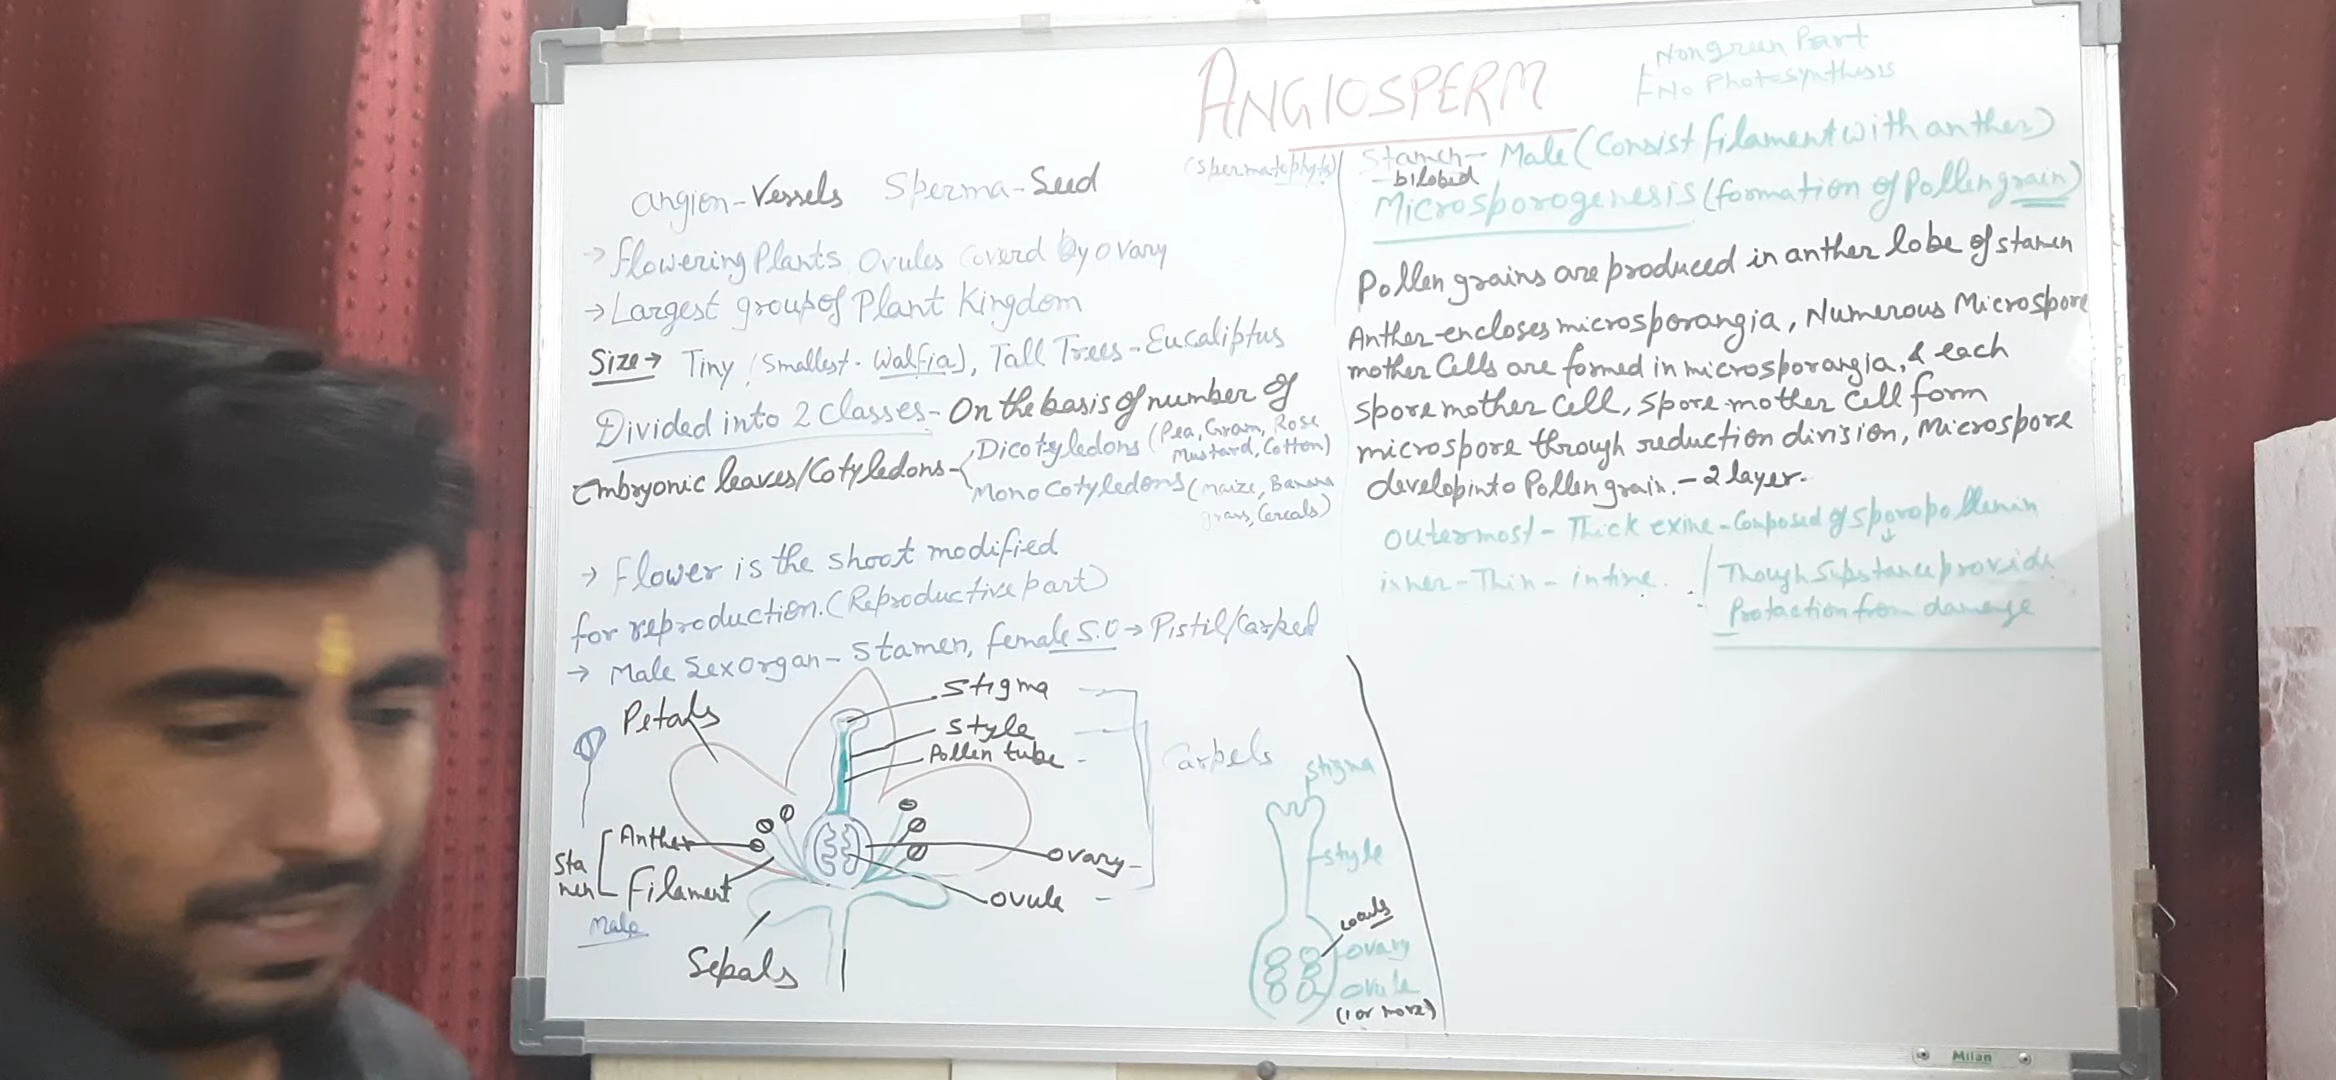 ANGIOSPERM
Non green Part
No Photosynthesis
(Spermatophyta)
angion-Vessels Sperma-Seed
→ Flowering Plants Ovules Coverd by ovary
→ Largest group of Plant Kingdom
Size → Tiny (Smallest - Walfia), Tall Trees - Eucaliptus
Divided into 2 Classes - On the basis of number of
Embryonic leaves/Cotyledons - Dicotyledons (Pea, Gram, Rose
Mustard, Cotton)
Monocotyledons (Maize, Banana
grass, Cereals)
→ Flower is the shoot modified
for reproduction. (Reproductive part)
→ Male Sex Organ - Stamen, female S.O → Pistil/Carpel
Petals
Stigma
Style
Pollen tube -
Carpels
Anther
Stamen
Filament
Male
ovary -
ovule -
Sepals
Stigma
style
Loculs
ovary
ovule
(1 or more)
Stamen - Male (Consist filament with anther)
- bilobed
Microsporogenesis (formation of Pollen grain)
Pollen grains are produced in anther lobe of stamen
Anther encloses microsporangia, Numerous Microspore
mother Cells are formed in microsporangia, & each
spore mother cell, spore mother cell form
microspore through reduction division, Microspore
develop into Pollen grain. - 2 layer.
Outermost - Thick exine - Composed of sporopollenin
inner - Thin - intine. Though Substance provide
Protaction from damage
Milan